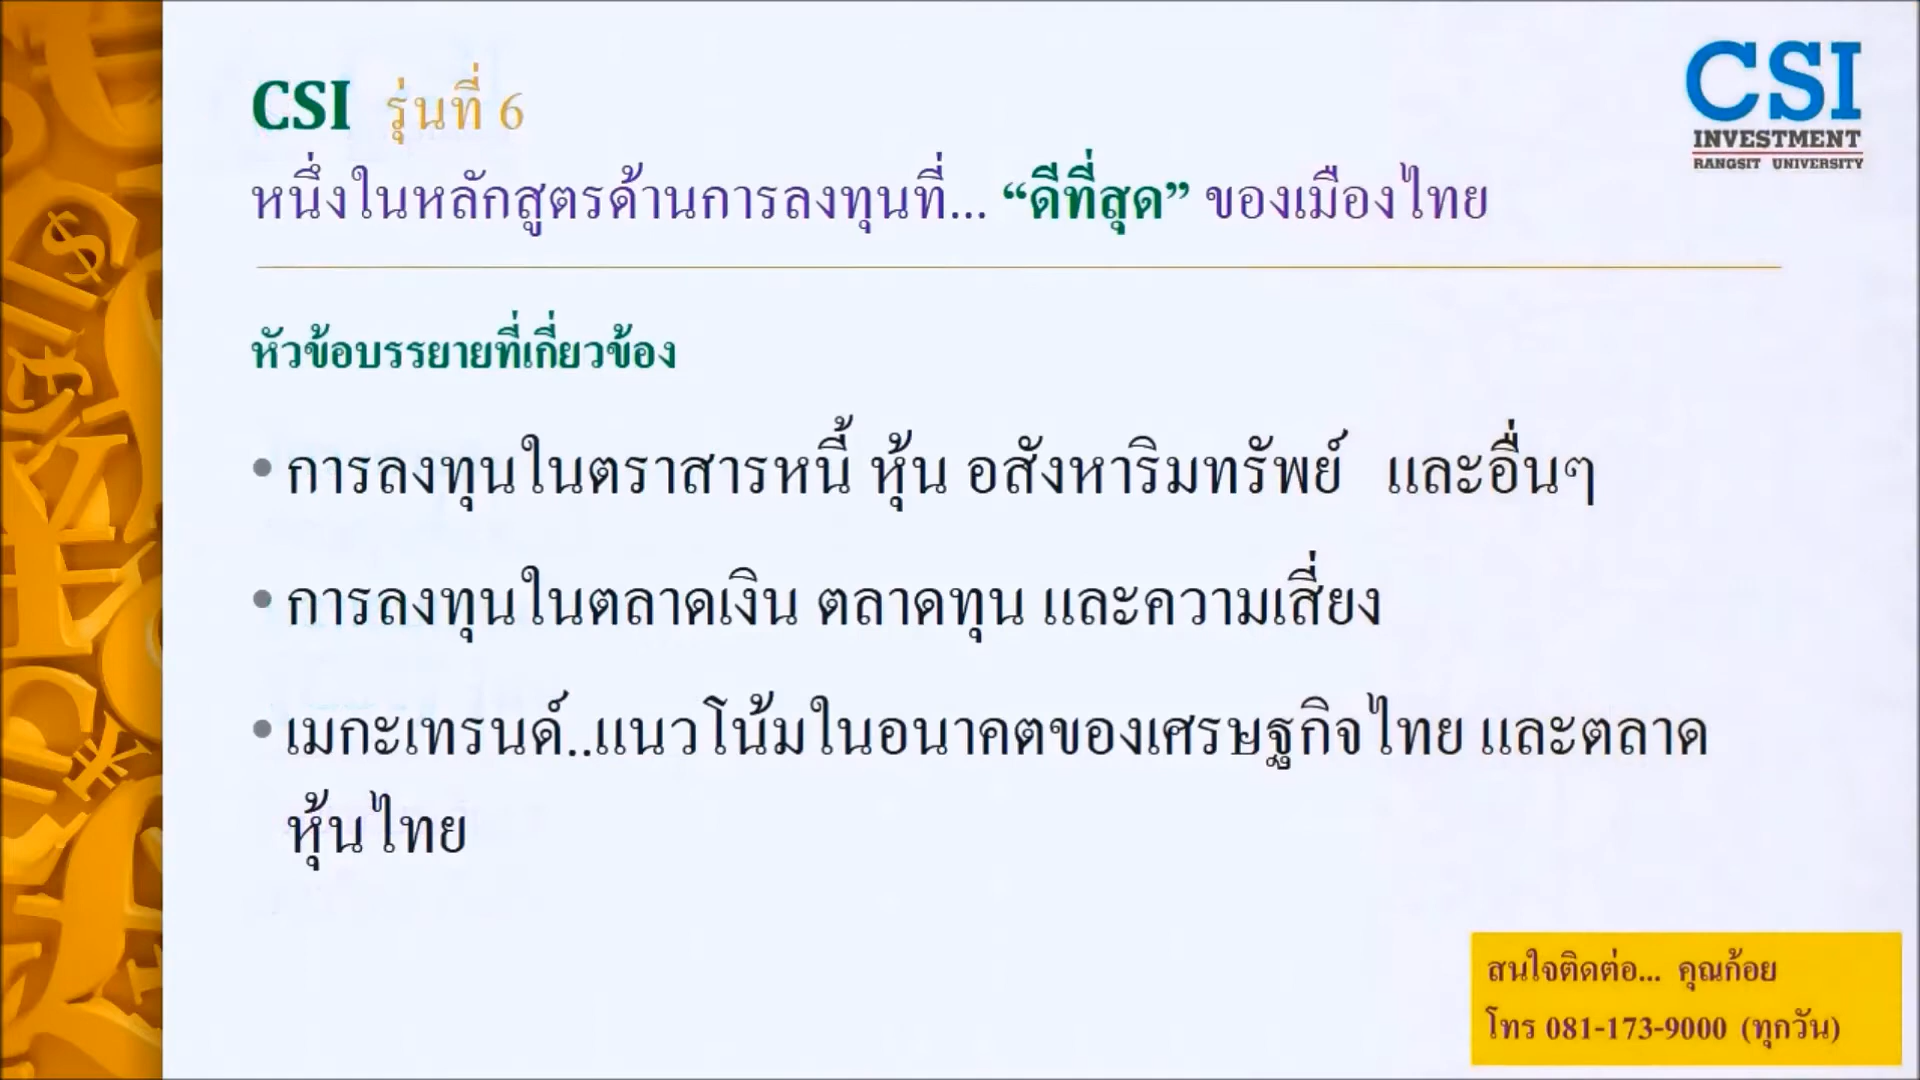 CSI รุ่นที่ 6
หนึ่งในหลักสูตรด้านการลงทุนที่... “ดีที่สุด” ของเมืองไทย
CSI
INVESTMENT
RANGSIT UNIVERSITY
หัวข้อบรรยายที่เกี่ยวข้อง
• การลงทุนในตราสารหนี้ หุ้น อสังหาริมทรัพย์ และอื่นๆ
• การลงทุนในตลาดเงิน ตลาดทุน และความเสี่ยง
• เมกะเทรนด์..แนวโน้มในอนาคตของเศรษฐกิจไทย และตลาด
หุ้นไทย
สนใจติดต่อ... คุณก้อย
โทร 081-173-9000 (ทุกวัน)